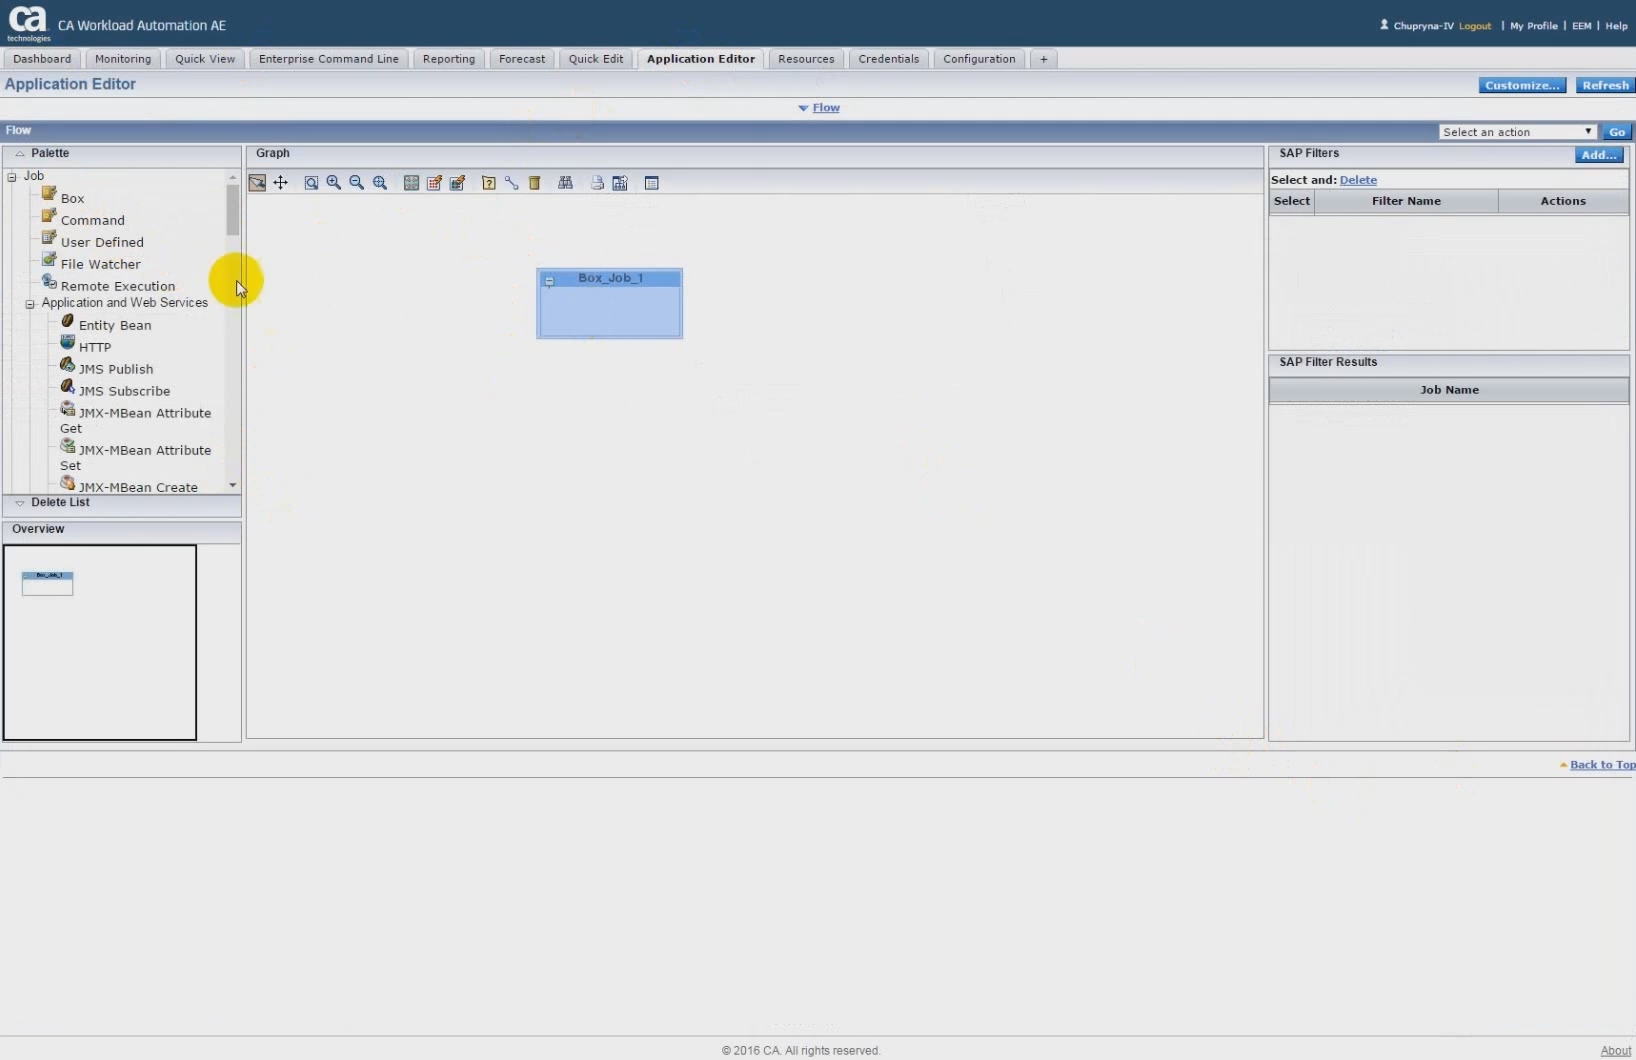 ca
technologies
CA Workload Automation AE
Chupryna-IV Logout | My Profile | EEM | Help
Dashboard Monitoring Quick View Enterprise Command Line Reporting Forecast Quick Edit Application Editor Resources Credentials Configuration +
Application Editor
Customize... Refresh
Flow
Flow
Select an action Go
Palette
Job
Box
Command
User Defined
File Watcher
Remote Execution
Application and Web Services
Entity Bean
HTTP
JMS Publish
JMS Subscribe
JMX-MBean Attribute
Get
JMX-MBean Attribute
Set
JMX-MBean Create
Delete List
Overview
Box_Job_1
Graph
Box_Job_1
SAP Filters
Add...
Select and: Delete
Select Filter Name Actions
SAP Filter Results
Job Name
Back to Top
© 2016 CA. All rights reserved.
About